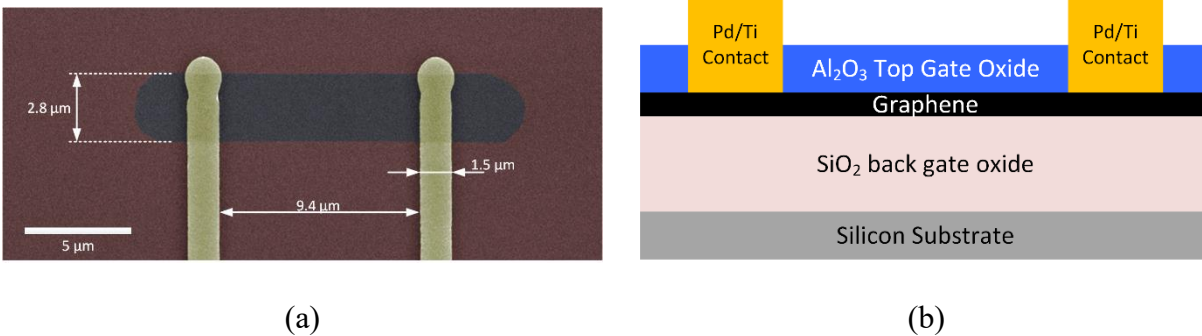 2.8 μm
1.5 μm
9.4 μm
5 μm
(a)
Pd/Ti
Contact
Pd/Ti
Contact
Al₂O₃ Top Gate Oxide
Graphene
SiO₂ back gate oxide
Silicon Substrate
(b)